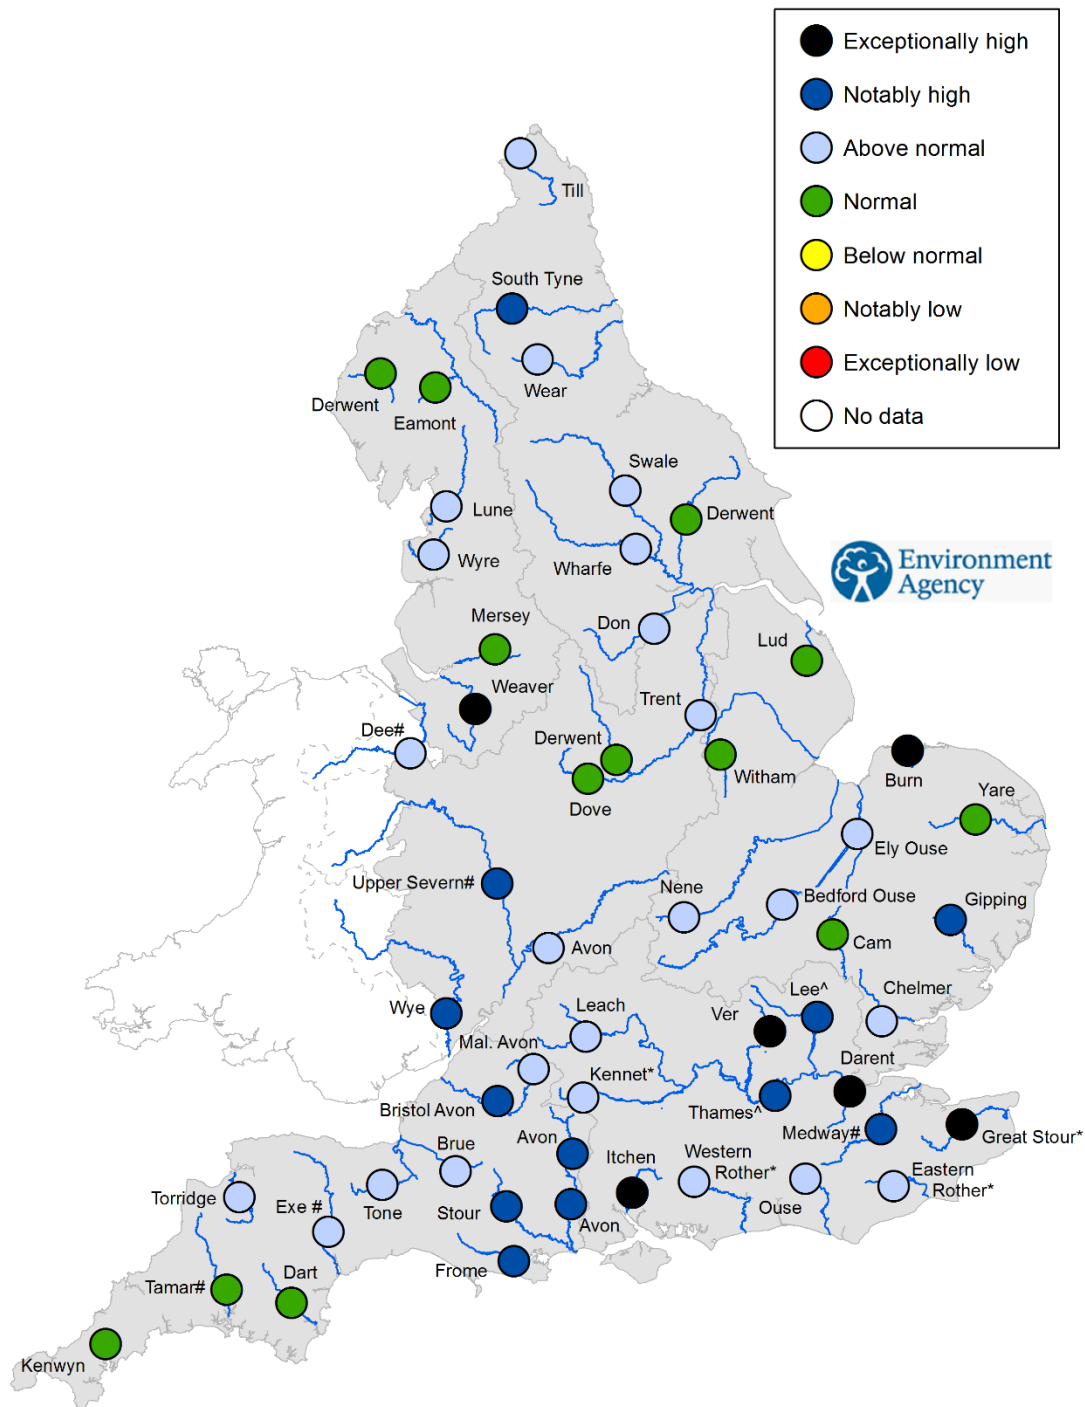 Exceptionally high
Notably high
Above normal
Normal
Below normal
Notably low
Exceptionally low
No data
Till
South Tyne
Wear
Derwent
Eamont
Swale
Lune
Derwent
Wyre
Wharfe
Environment
Agency
Mersey
Don
Lud
Weaver
Trent
Dee#
Derwent
Witham
Burn
Dove
Yare
Ely Ouse
Upper Severn#
Nene
Bedford Ouse
Gipping
Avon
Cam
Lee^
Chelmer
Wye
Leach
Ver
Mal. Avon
Darent
Kennet*
Bristol Avon
Thames^
Medway#
Great Stour*
Brue
Avon
Itchen
Western
Rother*
Eastern
Rother*
Torridge
Exe #
Tone
Stour
Avon
Ouse
Frome
Tamar#
Dart
Kenwyn